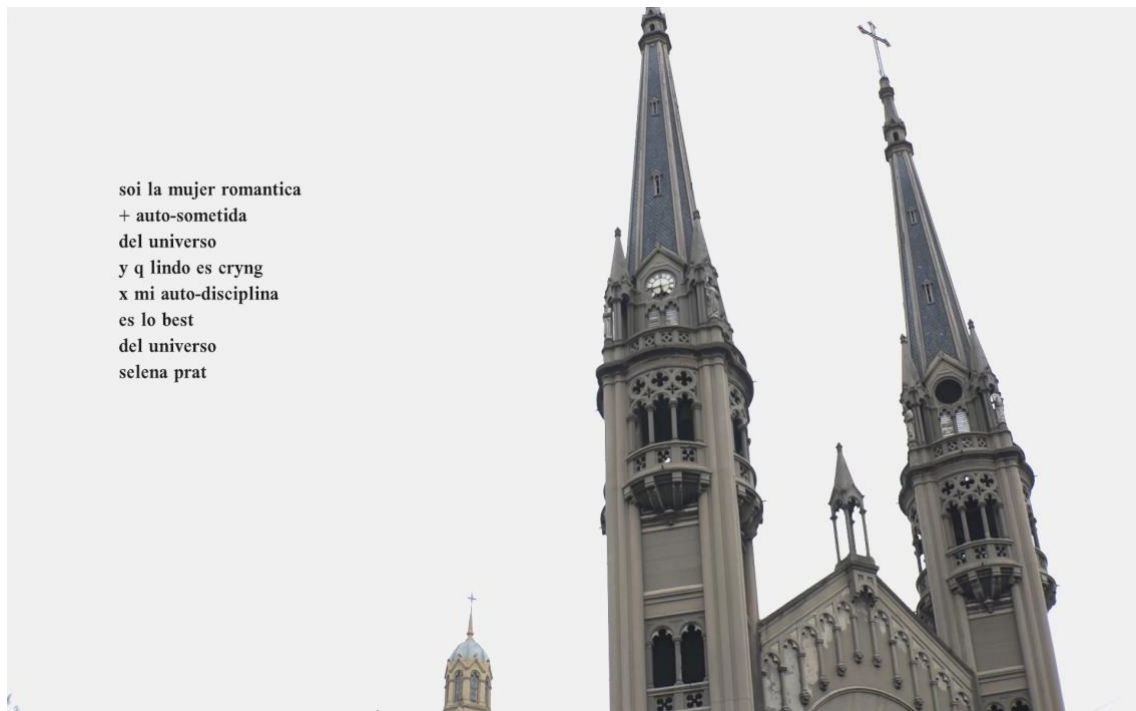 soi la mujer romantica
+ auto-sometida
del universo
y q lindo es cryng
x mi auto-disciplina
es lo best
del universo
selena prat